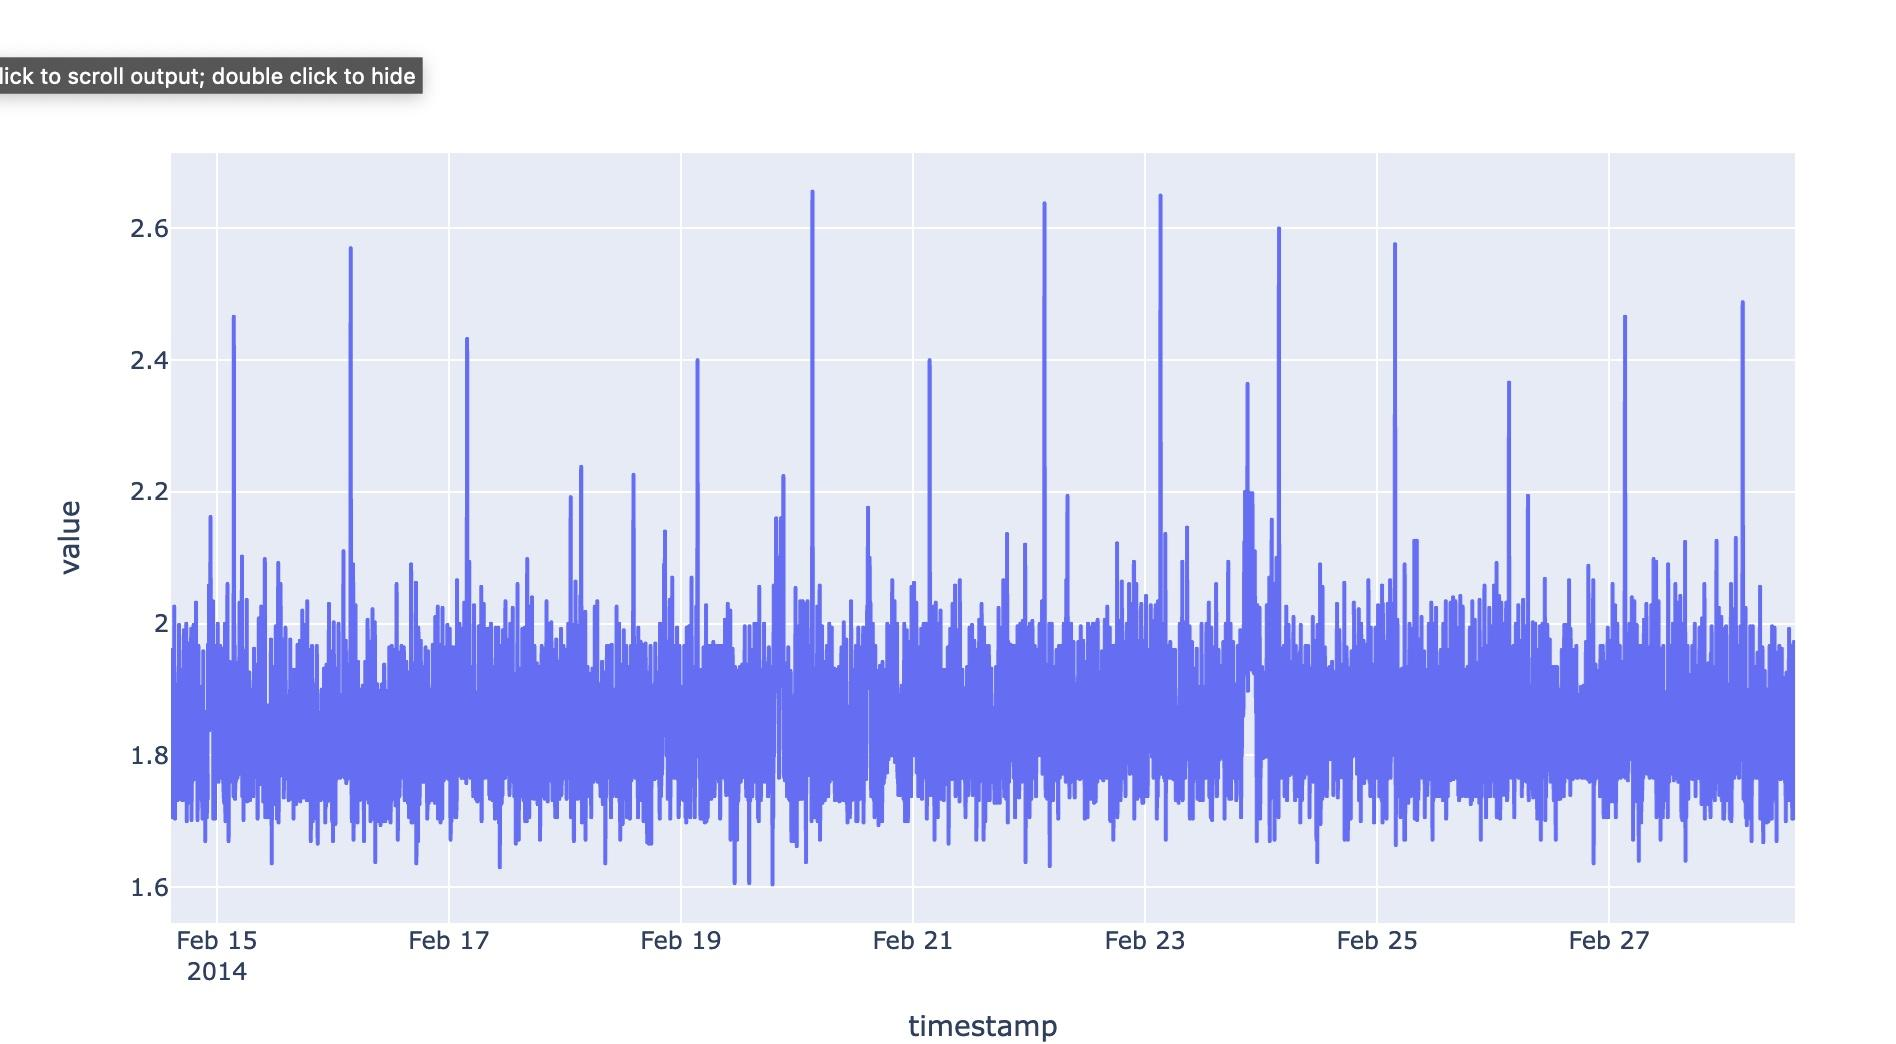 lick to scroll output; double click to hide
2.6
2.4
2.2
2
1.8
1.6
value
Feb 15
2014
Feb 17
Feb 19
Feb 21
Feb 23
Feb 25
Feb 27
timestamp